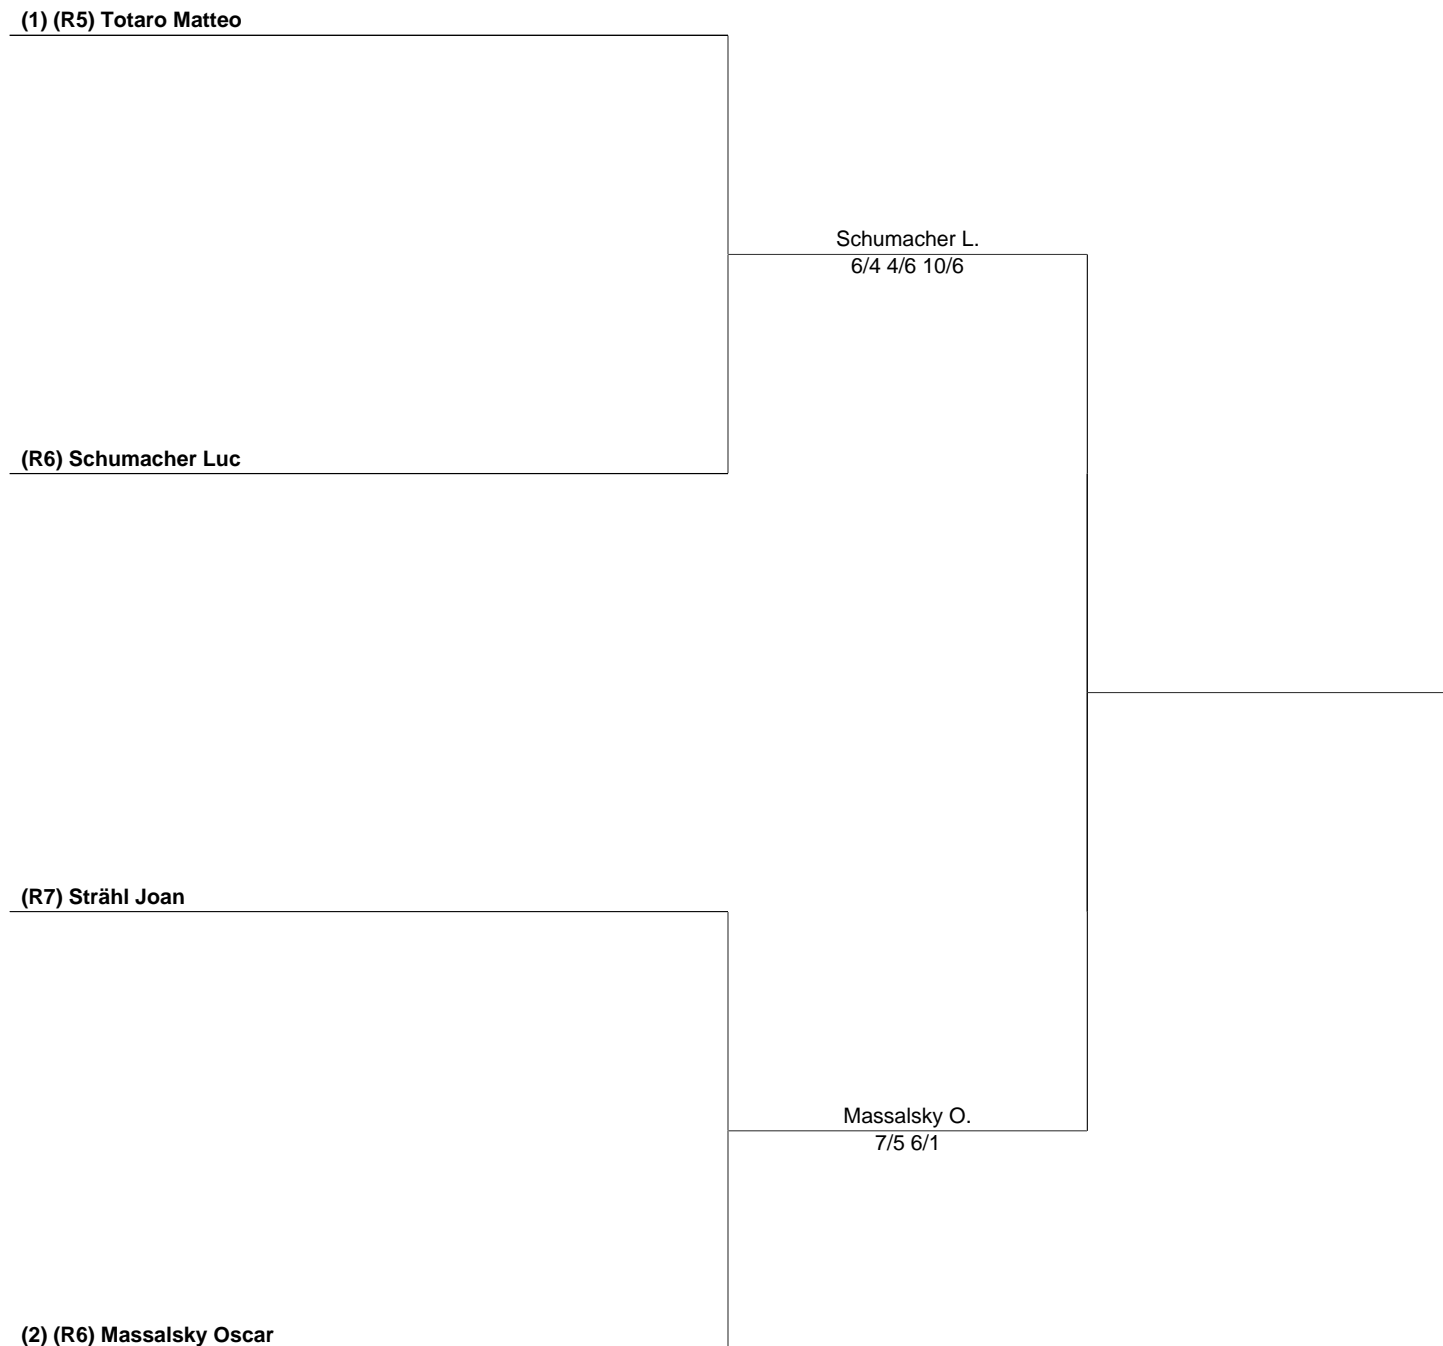 (1) (R5) Totaro Matteo
Schumacher L.
6/4 4/6 10/6
(R6) Schumacher Luc
(R7) Strähl Joan
Massalsky O.
7/5 6/1
(2) (R6) Massalsky Oscar